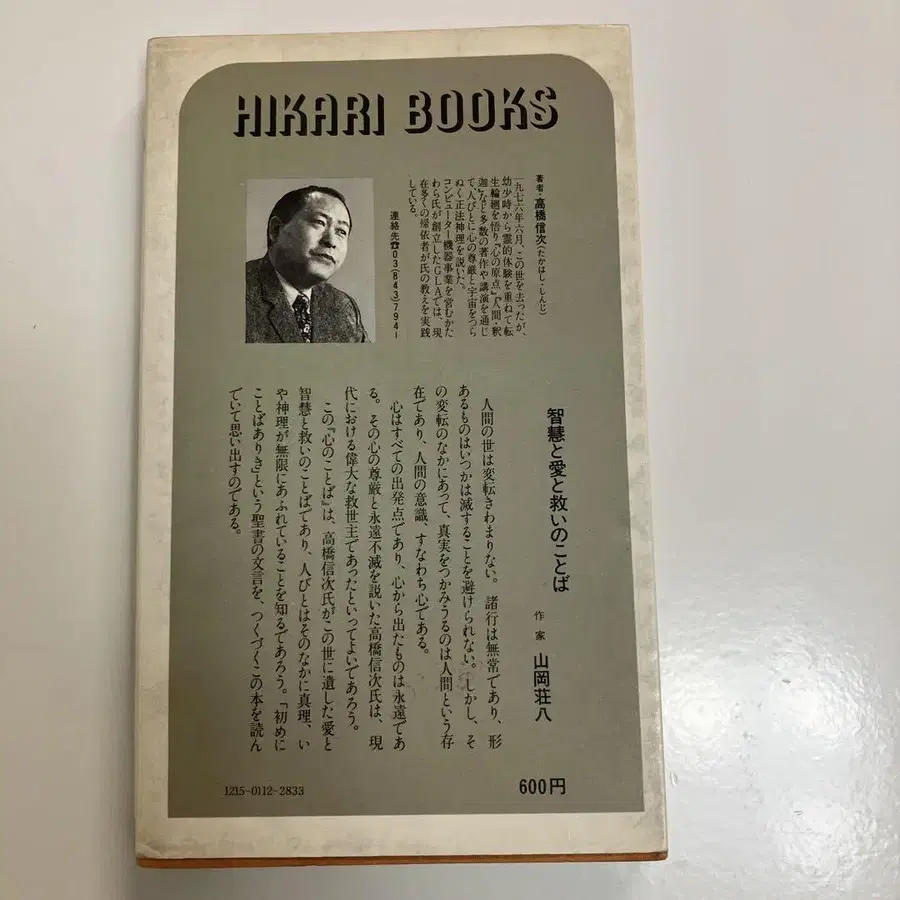 HIKARI BOOKS
著者・高橋信次(たかはし・しんじ)
一九七六年六月、この世を去ったが、
幼少時から霊的体験を重ねて転
生輪廻を悟り『心の原点』『人間・釈
迦』など多数の著作や講演を通じ
て、人びとに心の尊厳と宇宙をつら
ぬく正法神理を説いた。
コンピューター機器事業を営むかた
わら氏が創立したGLAでは、現
在多くの帰依者が氏の教えを実践
している。
連絡先☎03(843)7941
智慧と愛と救いのことば
作家 山岡荘八
人間の世は変転きわまりない。諸行は無常であり、形
あるものはいつかは滅することを避けられない。しかし、そ
の変転のなかにあって、真実をつかみうるのは人間という存
在であり、人間の意識、すなわち心である。
心はすべての出発点であり、心から出たものは永遠であ
る。その心の尊厳と永遠不滅を説いた高橋信次氏は、現
代における偉大な救世主であったといってよいであろう。
この『心のことば』は、高橋信次氏がこの世に遺した愛と
智慧と救いのことばであり、人びとはそのなかに真理、い
や神理が無限にあふれていることを知るであろう。「初めに
ことばありき」という聖書の文言を、つくづくこの本を読ん
でいて思い出すのである。
1215-0112-2833
600円